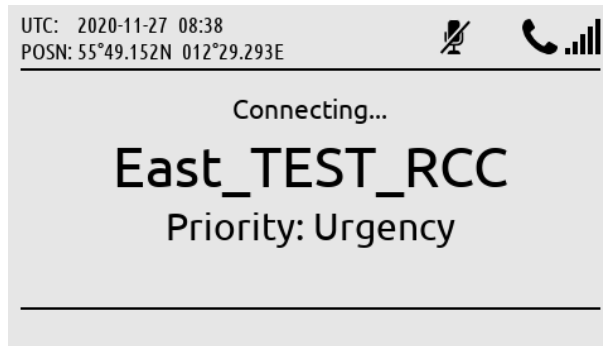 UTC: 2020-11-27 08:38
POSN: 55°49.152N 012°29.293E
Connecting...
East_TEST_RCC
Priority: Urgency